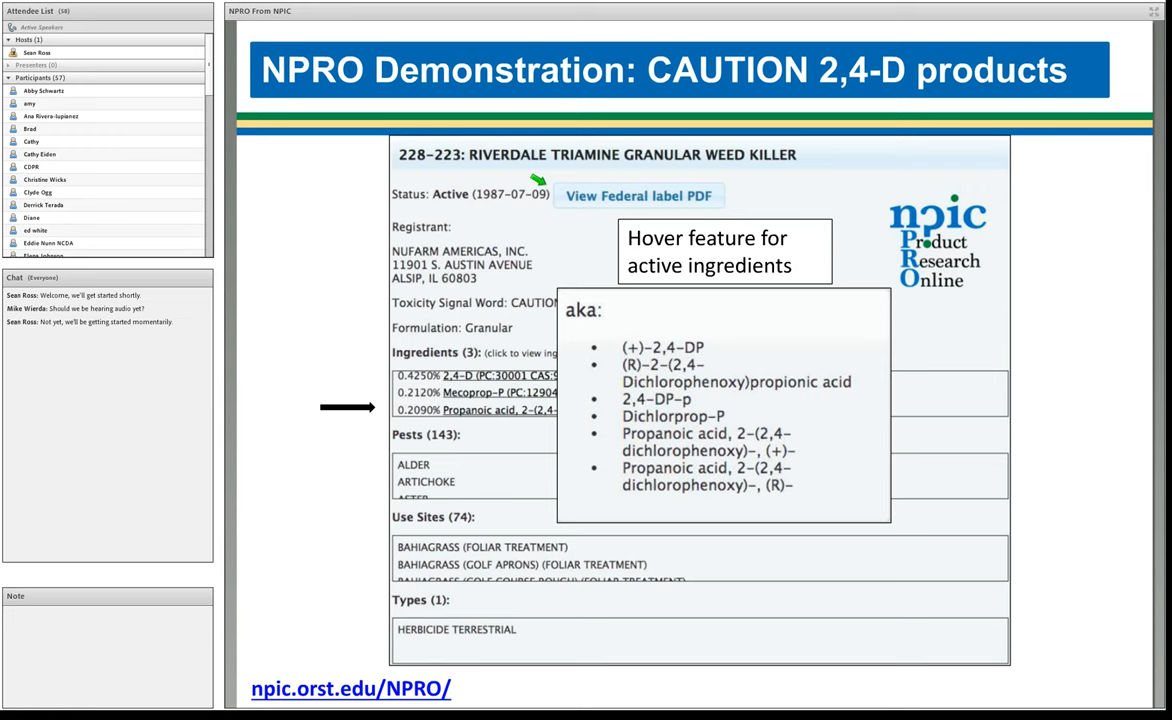 Attendee List (58)
Active Speakers
Hosts (1)
Sean Ross
Presenters (0)
Participants (57)
Abby Schwartz
amy
Ana Rivera-lupianez
Brad
Cathy
Cathy Eiden
CDPR
Christine Wicks
Clyde Ogg
Derrick Terada
Diane
ed white
Eddie Nunn NCDA
Chat (Everyone)
Sean Ross: Welcome, we'll get started shortly.
Mike Wierda: Should we be hearing audio yet?
Sean Ross: Not yet, we'll be getting started momentarily.
Note
NPRO From NPIC
NPRO Demonstration: CAUTION 2,4-D products
228-223: RIVERDALE TRIAMINE GRANULAR WEED KILLER
Status: Active (1987-07-09)
View Federal label PDF
npic
Product
Research
Online
Registrant:
NUFARM AMERICAS, INC.
11901 S. AUSTIN AVENUE
ALSIP, IL 60803
Hover feature for
active ingredients
Toxicity Signal Word: CAUTION
Formulation: Granular
Ingredients (3): (click to view ing
0.4250% 2,4-D (PC:30001 CAS:9
0.2120% Mecoprop-P (PC:12904
0.2090% Propanoic acid, 2-(2,4-
aka:
(+)-2,4-DP
(R)-2-(2,4-
Dichlorophenoxy)propionic acid
2,4-DP-p
Dichlorprop-P
Propanoic acid, 2-(2,4-
dichlorophenoxy)-, (+)-
Propanoic acid, 2-(2,4-
dichlorophenoxy)-, (R)-
Pests (143):
ALDER
ARTICHOKE
Use Sites (74):
BAHIAGRASS (FOLIAR TREATMENT)
BAHIAGRASS (GOLF APRONS) (FOLIAR TREATMENT)
Types (1):
HERBICIDE TERRESTRIAL
npic.orst.edu/NPRO/